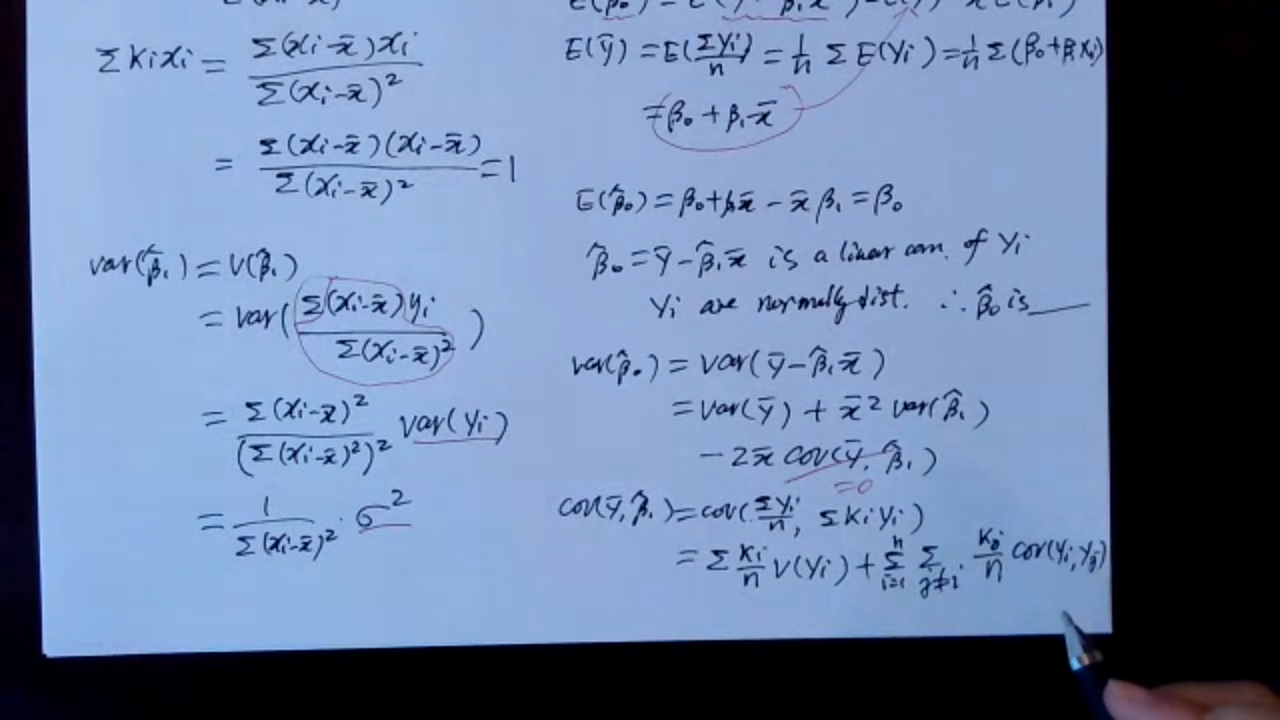 Σkixi = Σ(xi-x̄)xi / Σ(xi-x̄)²
= Σ(xi-x̄)(xi-x̄) / Σ(xi-x̄)² = 1
var(β̂₁) = V(β̂₁)
= var( Σ(xi-x̄)yi / Σ(xi-x̄)² )
= Σ(xi-x̄)² / (Σ(xi-x̄)²)² var(Yi)
= 1 / Σ(xi-x̄)² · σ²
E(ȳ) = E(ΣYi/n) = 1/n Σ E(Yi) = 1/n Σ(β₀+β₁xi)
= β₀ + β₁x̄
E(β̂₀) = β₀+β₁x̄ - x̄β₁ = β₀
β̂₀ = Ȳ-β̂₁x̄ is a linear com. of Yi
Yi are normally dist. ∴ β̂₀ is
var(β̂₀) = var(ȳ-β̂₁x̄)
= var(ȳ) + x̄² var(β̂₁)
- 2x̄ cov(ȳ, β̂₁)
=0
cov(ȳ, β̂₁) = cov(ΣYi/n, ΣkiYi)
= Σ ki/n V(Yi) + Σⁿᵢ₌₁ Σⱼ≠ᵢ kj/n cov(Yi, Yj)